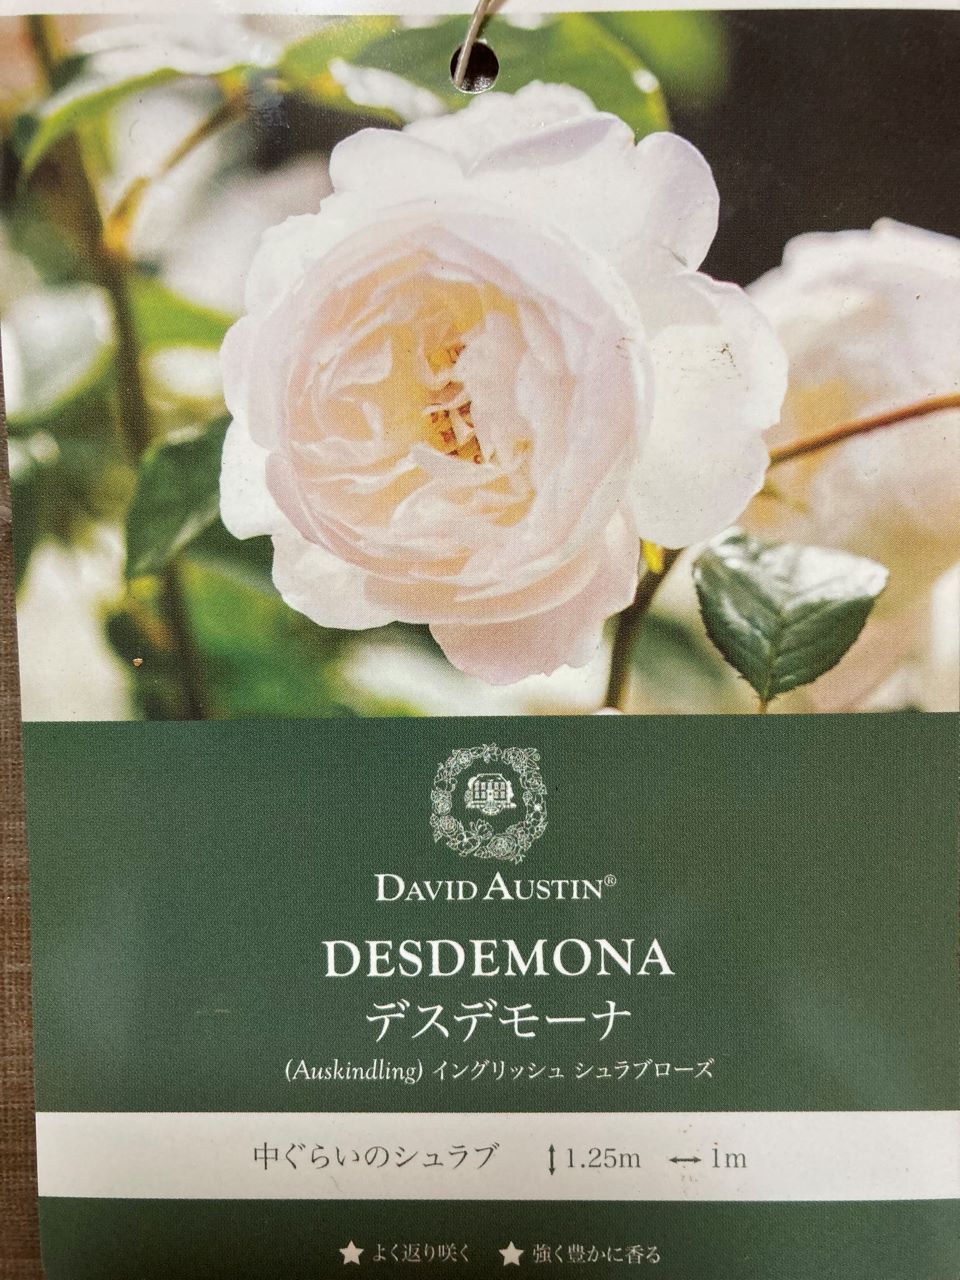 DAVID AUSTIN®
DESDEMONA
デスデモーナ
(Auskindling) イングリッシュ シュラブローズ
中ぐらいのシュラブ ↕1.25m ↔1m
★ よく返り咲く ★ 強く豊かに香る